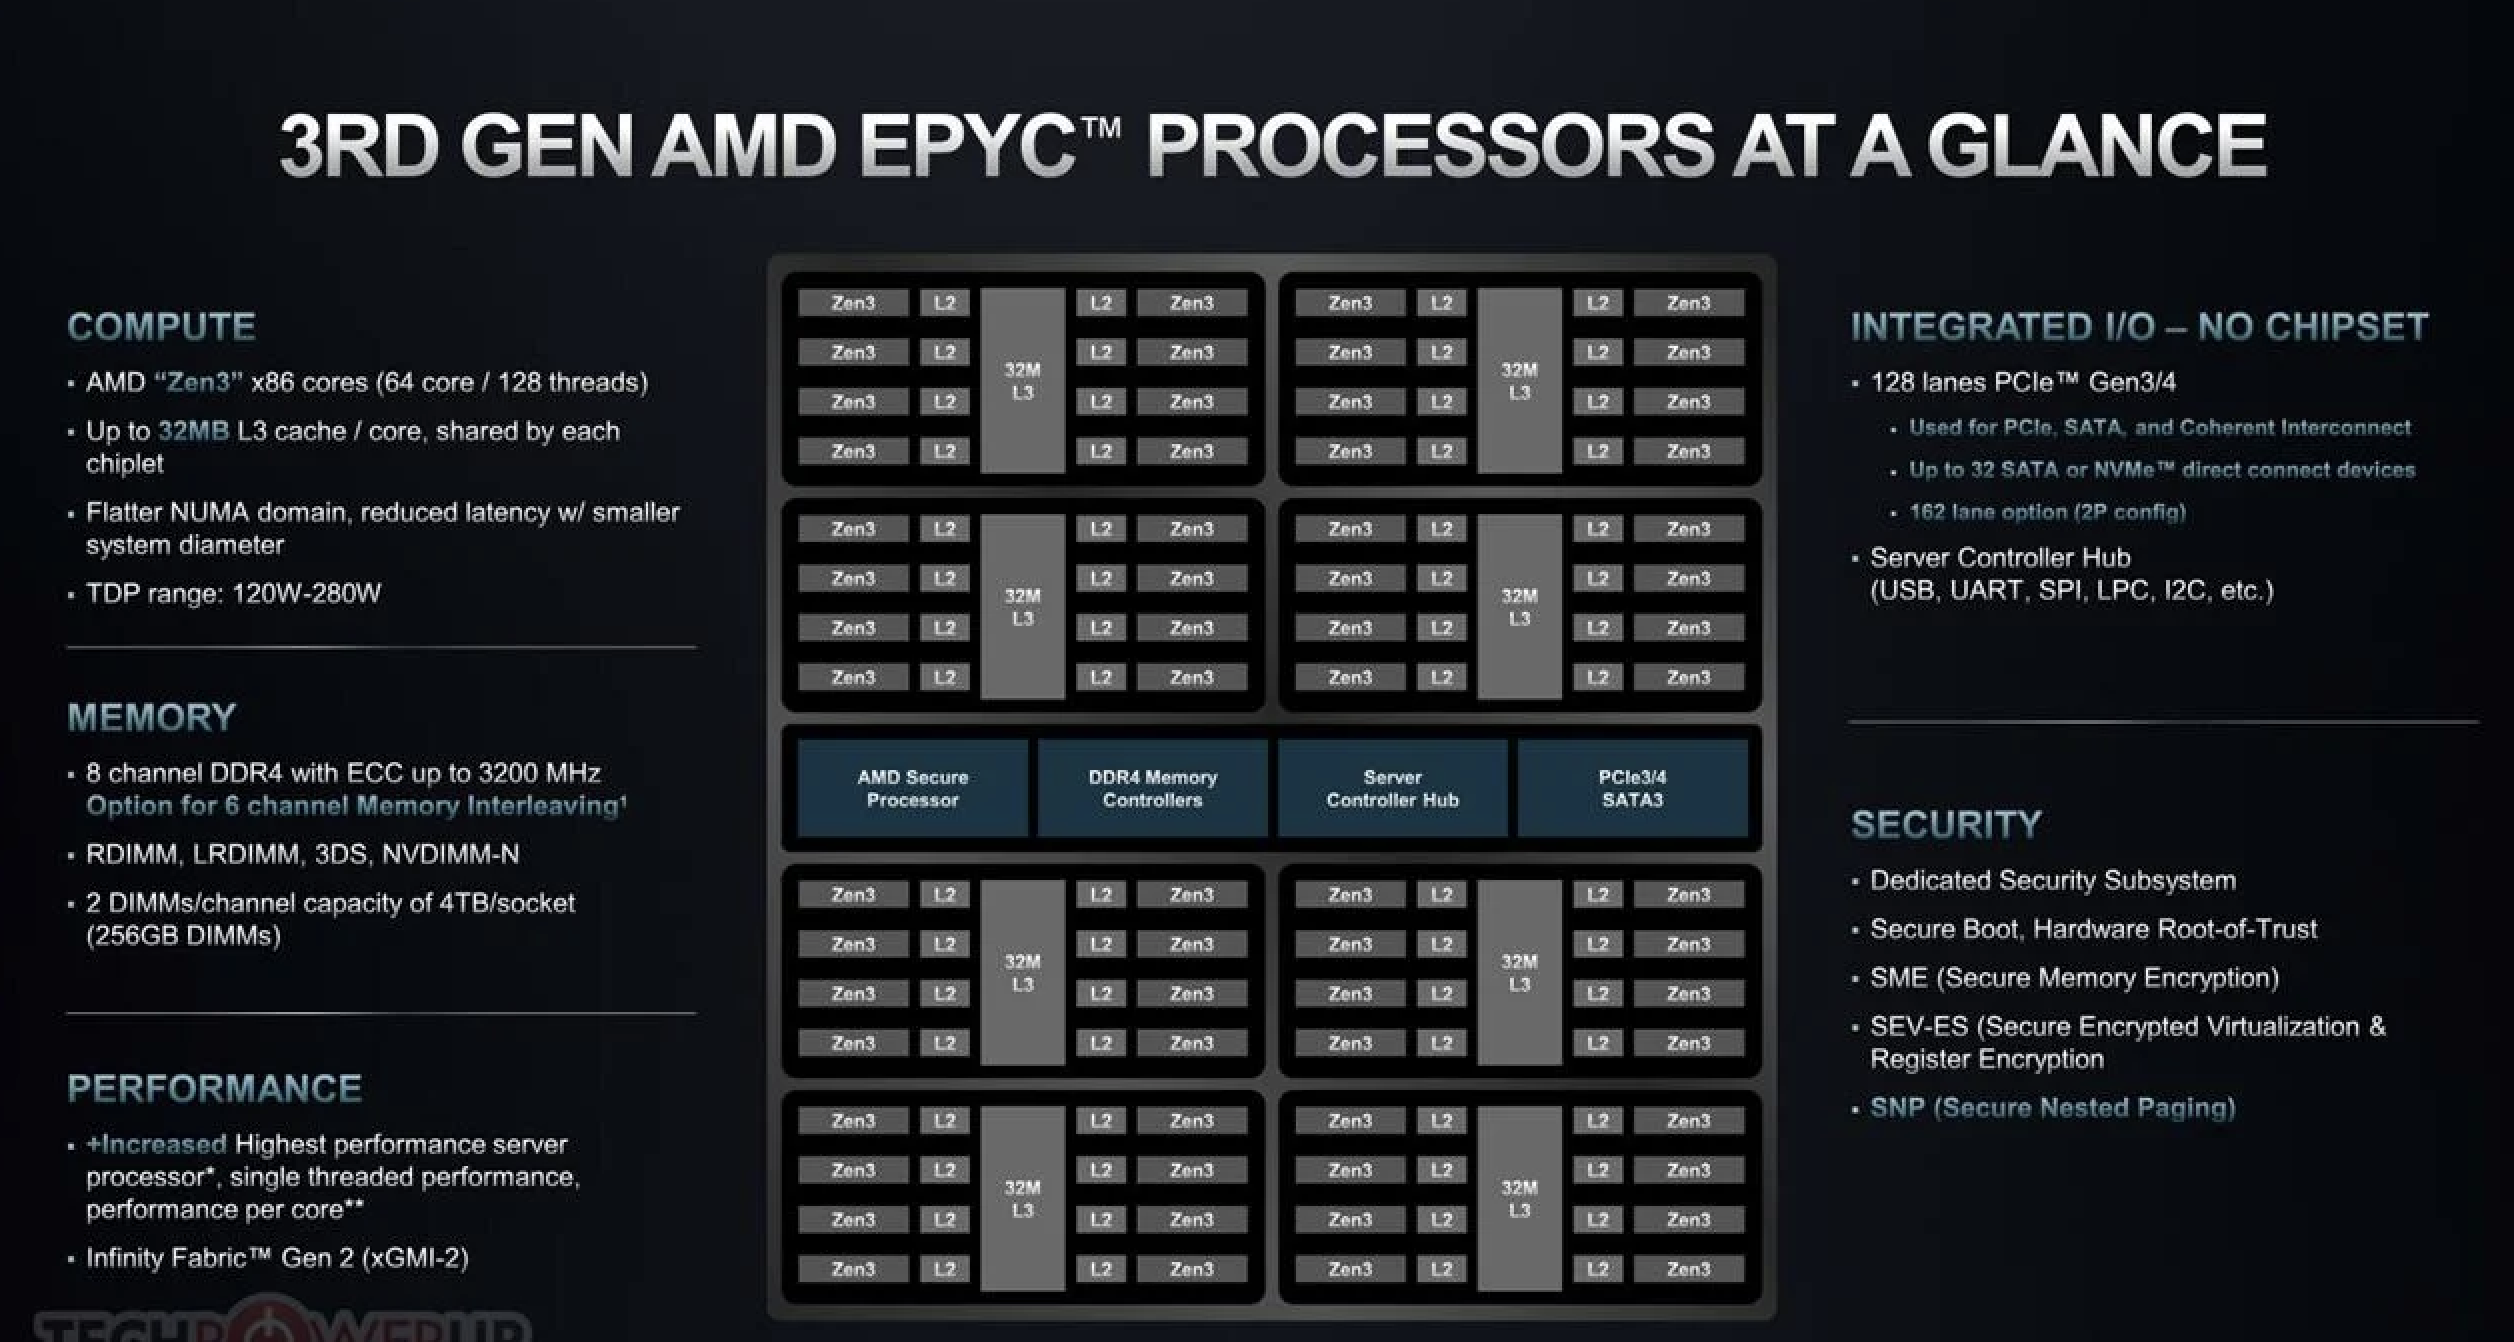 3RD GEN AMD EPYC™ PROCESSORS AT A GLANCE
COMPUTE
▪ AMD “Zen3” x86 cores (64 core / 128 threads)
▪ Up to 32MB L3 cache / core, shared by each
chiplet
▪ Flatter NUMA domain, reduced latency w/ smaller
system diameter
▪ TDP range: 120W-280W
MEMORY
▪ 8 channel DDR4 with ECC up to 3200 MHz
Option for 6 channel Memory Interleaving¹
▪ RDIMM, LRDIMM, 3DS, NVDIMM-N
▪ 2 DIMMs/channel capacity of 4TB/socket
(256GB DIMMs)
PERFORMANCE
▪ +Increased Highest performance server
processor*, single threaded performance,
performance per core**
▪ Infinity Fabric™ Gen 2 (xGMI-2)
TECHPOWERUP
Zen3 L2 L2 Zen3 Zen3 L2 L2 Zen3
Zen3 L2 32M L2 Zen3 Zen3 L2 32M L2 Zen3
Zen3 L2 L3 L2 Zen3 Zen3 L2 L3 L2 Zen3
Zen3 L2 L2 Zen3 Zen3 L2 L2 Zen3
Zen3 L2 L2 Zen3 Zen3 L2 L2 Zen3
Zen3 L2 32M L2 Zen3 Zen3 L2 32M L2 Zen3
Zen3 L2 L3 L2 Zen3 Zen3 L2 L3 L2 Zen3
Zen3 L2 L2 Zen3 Zen3 L2 L2 Zen3
AMD Secure
Processor
DDR4 Memory
Controllers
Server
Controller Hub
PCIe3/4
SATA3
Zen3 L2 L2 Zen3 Zen3 L2 L2 Zen3
Zen3 L2 32M L2 Zen3 Zen3 L2 32M L2 Zen3
Zen3 L2 L3 L2 Zen3 Zen3 L2 L3 L2 Zen3
Zen3 L2 L2 Zen3 Zen3 L2 L2 Zen3
Zen3 L2 L2 Zen3 Zen3 L2 L2 Zen3
Zen3 L2 32M L2 Zen3 Zen3 L2 32M L2 Zen3
Zen3 L2 L3 L2 Zen3 Zen3 L2 L3 L2 Zen3
Zen3 L2 L2 Zen3 Zen3 L2 L2 Zen3
INTEGRATED I/O – NO CHIPSET
▪ 128 lanes PCIe™ Gen3/4
▪ Used for PCIe, SATA, and Coherent Interconnect
▪ Up to 32 SATA or NVMe™ direct connect devices
▪ 162 lane option (2P config)
▪ Server Controller Hub
(USB, UART, SPI, LPC, I2C, etc.)
SECURITY
▪ Dedicated Security Subsystem
▪ Secure Boot, Hardware Root-of-Trust
▪ SME (Secure Memory Encryption)
▪ SEV-ES (Secure Encrypted Virtualization &
Register Encryption
▪ SNP (Secure Nested Paging)